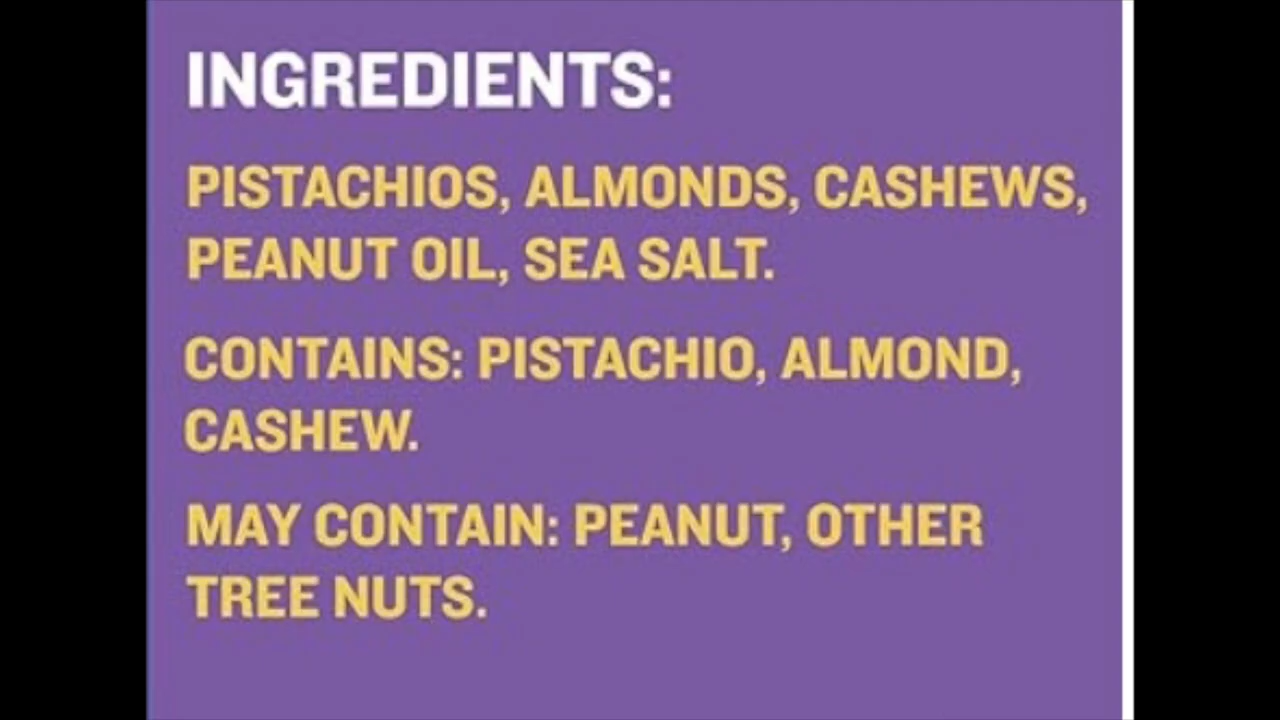 INGREDIENTS:
PISTACHIOS, ALMONDS, CASHEWS,
PEANUT OIL, SEA SALT.
CONTAINS: PISTACHIO, ALMOND,
CASHEW.
MAY CONTAIN: PEANUT, OTHER
TREE NUTS.